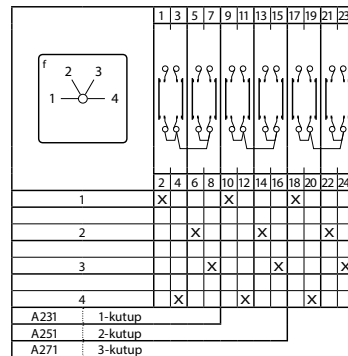 1 3 5 7 9 11 13 15 17 19 21 23
f
2 3
1 4
2 4 6 8 10 12 14 16 18 20 22 24
1 X X X
2 X X X
3 X X X
4 X X X
A231 1-kutup
A251 2-kutup
A271 3-kutup